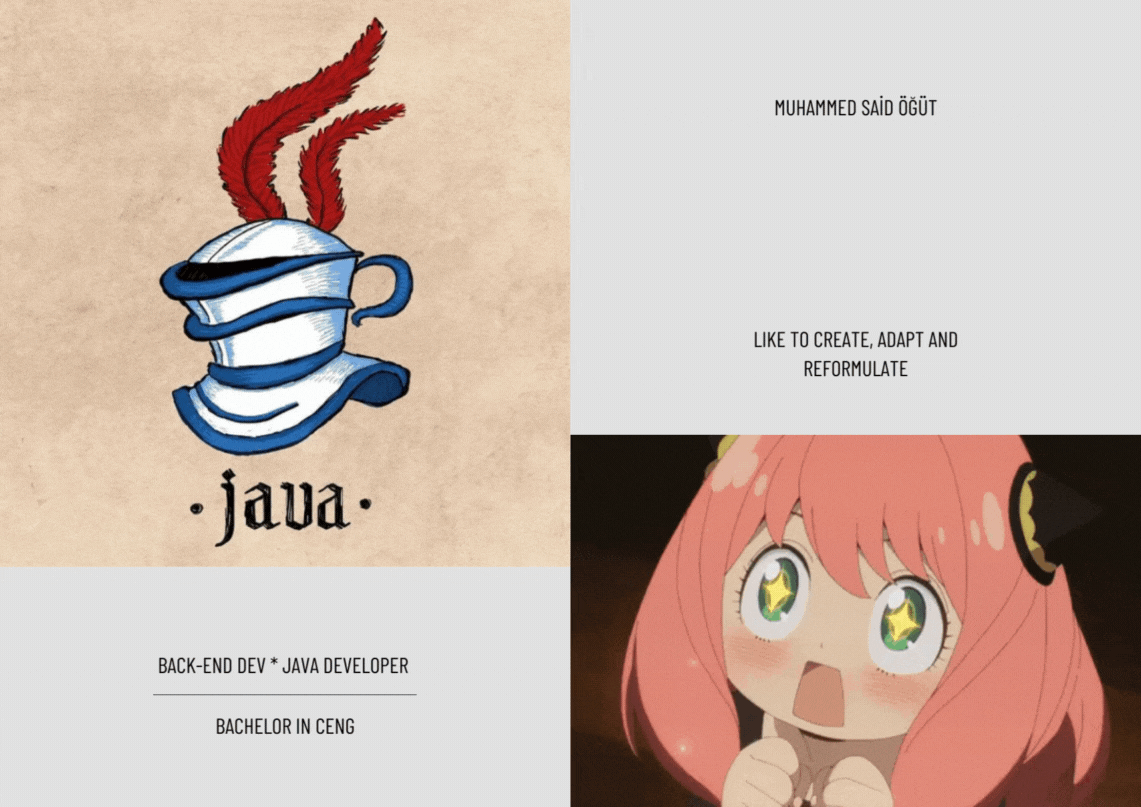 ·java·
MUHAMMED SAİD ÖĞÜT
LIKE TO CREATE, ADAPT AND
REFORMULATE
BACK-END DEV * JAVA DEVELOPER
BACHELOR IN CENG